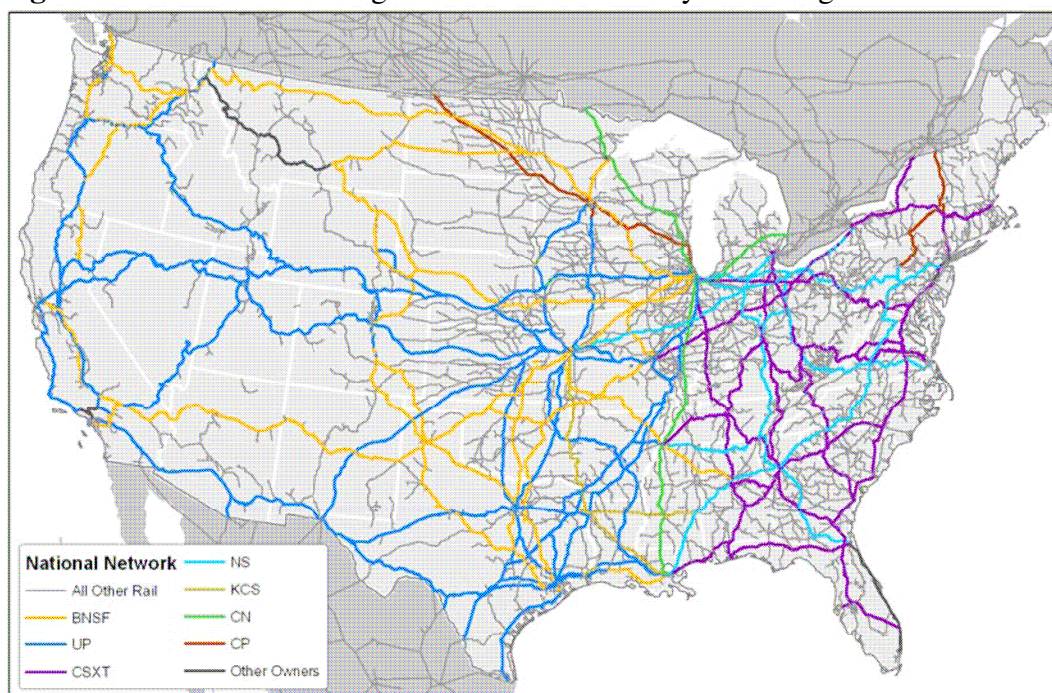 National Network
All Other Rail
BNSF
UP
CSXT
NS
KCS
CN
CP
Other Owners